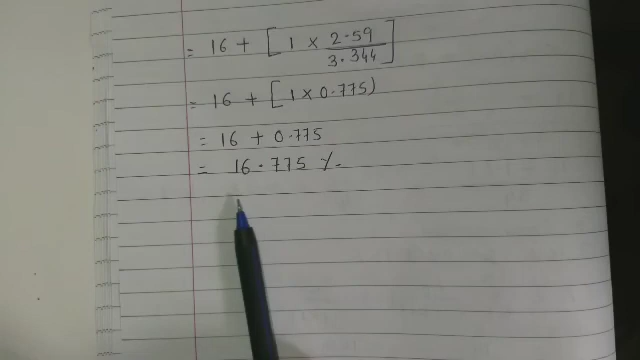 = 16 + [ 1 × 2.59 / 3.344 ]
= 16 + [ 1 × 0.775 )
= 16 + 0.775
= 16.775 %.